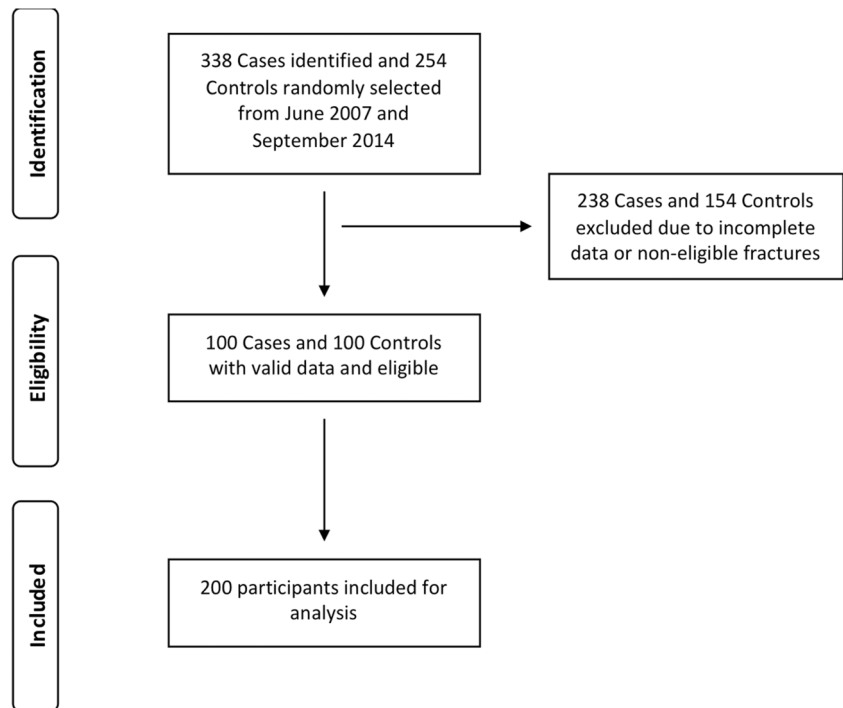 Identification
338 Cases identified and 254
Controls randomly selected
from June 2007 and
September 2014
238 Cases and 154 Controls
excluded due to incomplete
data or non-eligible fractures
Eligibility
100 Cases and 100 Controls
with valid data and eligible
Included
200 participants included for
analysis